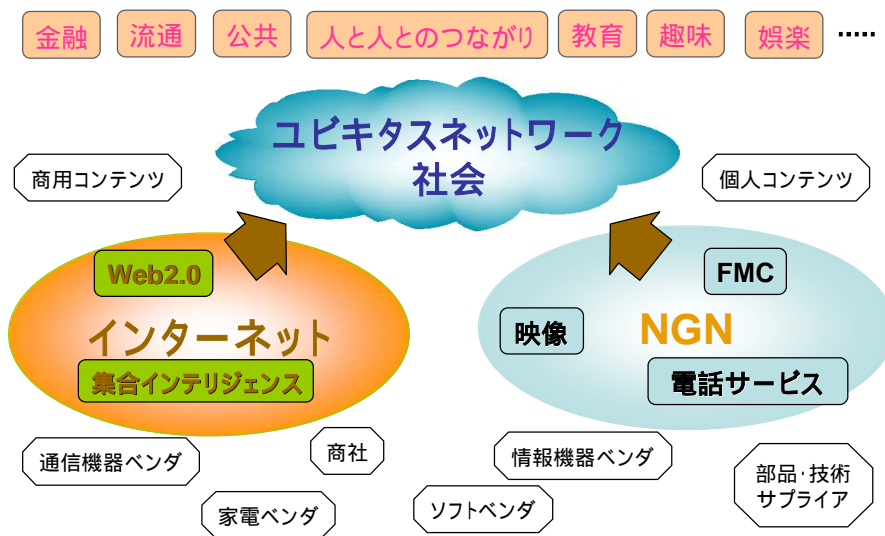 金融 流通 公共 人と人とのつながり 教育 趣味 娯楽 ・・・・・
ユビキタスネットワーク
社会
商用コンテンツ
個人コンテンツ
Web2.0
インターネット
集合インテリジェンス
FMC
映像
NGN
電話サービス
通信機器ベンダ
商社
情報機器ベンダ
部品・技術
サプライア
家電ベンダ
ソフトベンダ